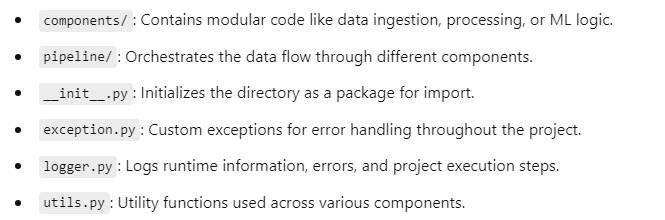 • components/ : Contains modular code like data ingestion, processing, or ML logic.
• pipeline/ : Orchestrates the data flow through different components.
• __init__.py : Initializes the directory as a package for import.
• exception.py : Custom exceptions for error handling throughout the project.
• logger.py : Logs runtime information, errors, and project execution steps.
• utils.py : Utility functions used across various components.